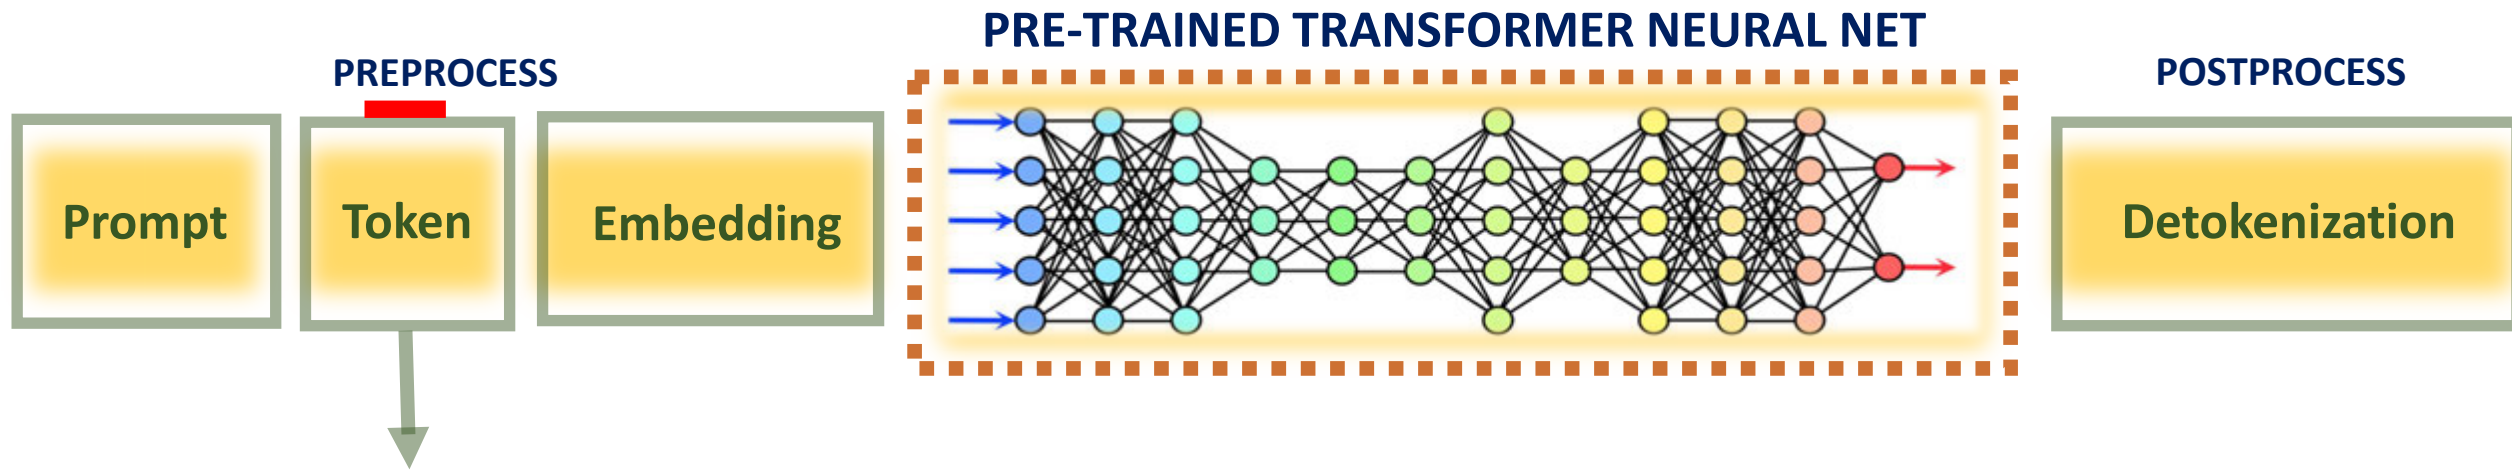 PRE-TRAINED TRANSFORMER NEURAL NET
PREPROCESS
POSTPROCESS
Prompt
Token
Embedding
Detokenization